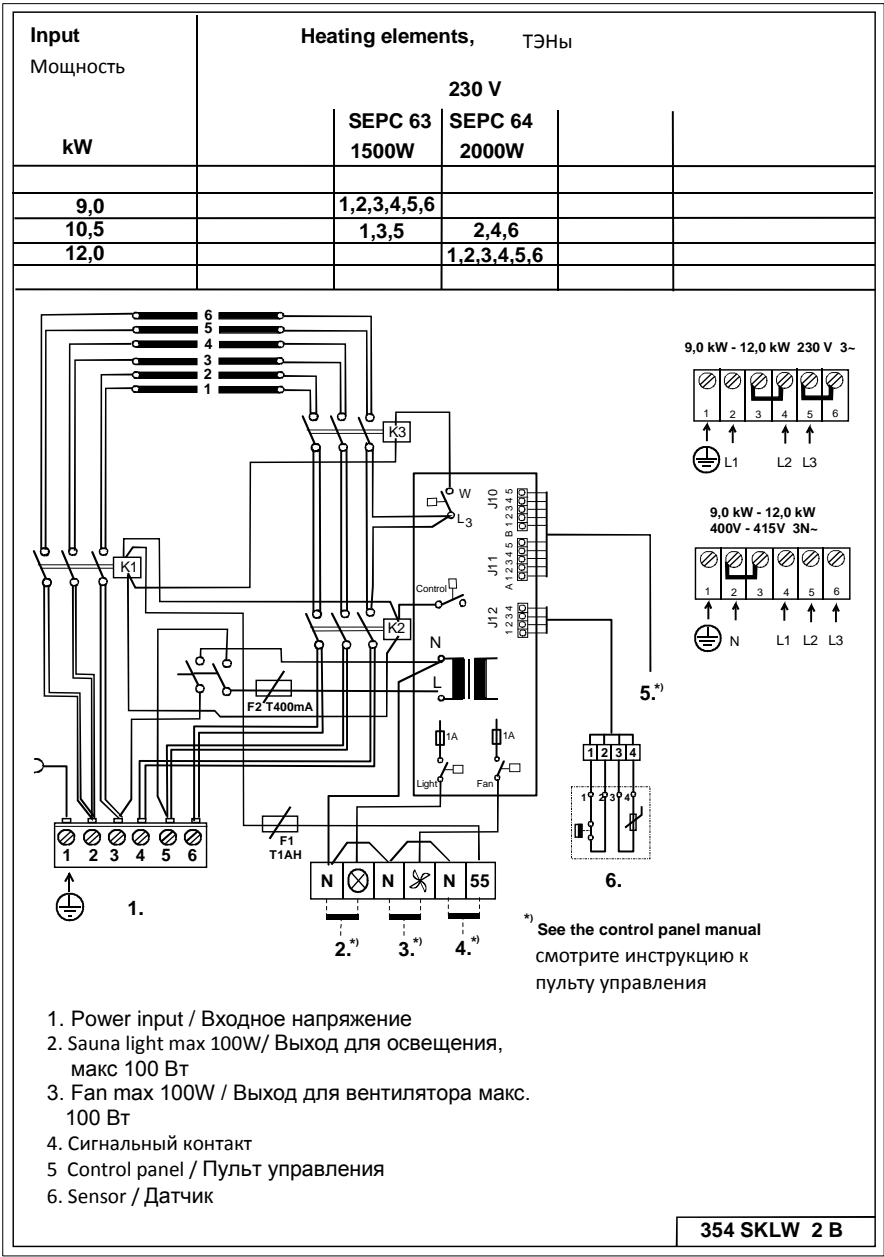 Input
Мощность
Heating elements, ТЭНы
230 V
kW
SEPC 63 SEPC 64
1500W 2000W
9,0 1,2,3,4,5,6
10,5 1,3,5 2,4,6
12,0 1,2,3,4,5,6
6
5
4
3
2
1
K3
K1
K2
W
L3
Control
N
L
F2 T400mA
1A
1A
Light
Fan
F1
T1AH
J10
B 1 2 3 4 5
J11
A 1 2 3 4 5
J12
1 2 3 4
5.*)
1 2 3 4
1 2 3 4
6.
1 2 3 4 5 6
1.
N N N 55
2.*) 3.*) 4.*)
9,0 kW - 12,0 kW 230 V 3~
1 2 3 4 5 6
L1 L2 L3
9,0 kW - 12,0 kW
400V - 415V 3N~
1 2 3 4 5 6
N L1 L2 L3
*) See the control panel manual
смотрите инструкцию к
пульту управления
1. Power input / Входное напряжение
2. Sauna light max 100W/ Выход для освещения,
макс 100 Вт
3. Fan max 100W / Выход для вентилятора макс.
100 Вт
4. Сигнальный контакт
5 Control panel / Пульт управления
6. Sensor / Датчик
354 SKLW 2 B